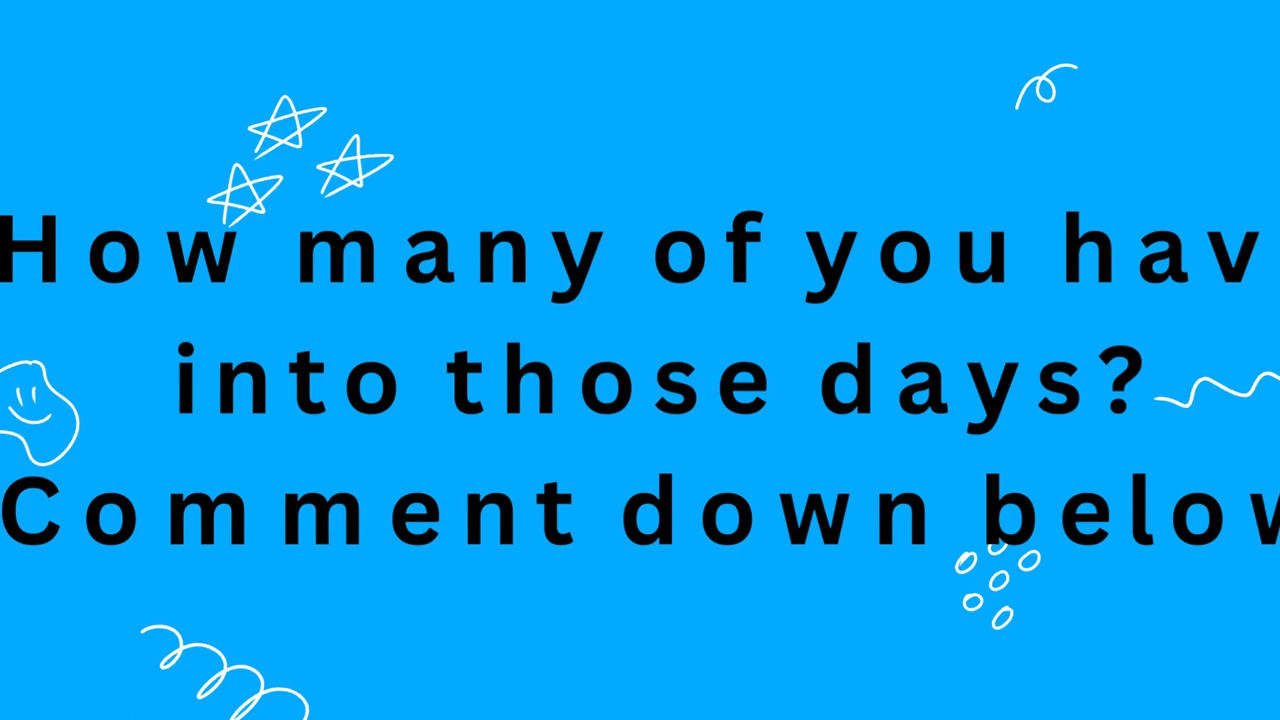 How many of you hav
into those days?
Comment down below